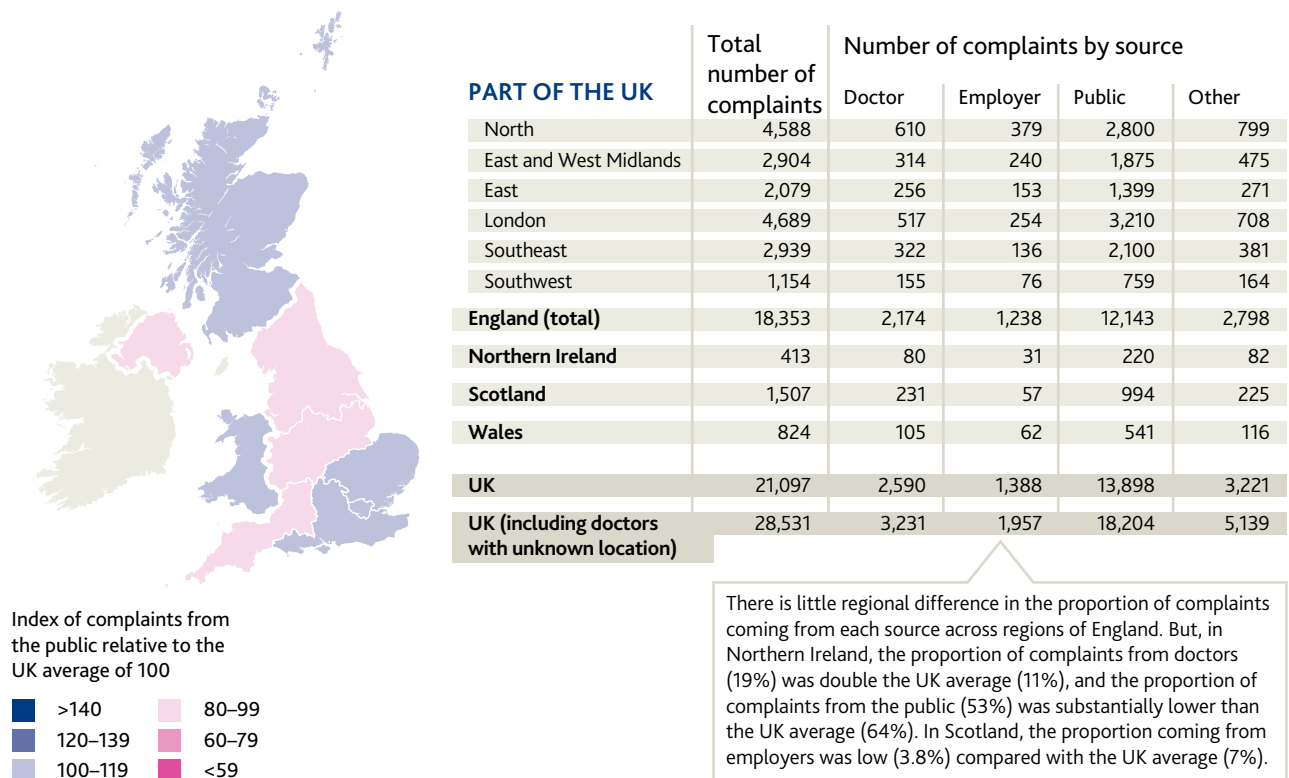 Total number of complaints
Number of complaints by source
PART OF THE UK
Doctor Employer Public Other
North 4,588 610 379 2,800 799
East and West Midlands 2,904 314 240 1,875 475
East 2,079 256 153 1,399 271
London 4,689 517 254 3,210 708
Southeast 2,939 322 136 2,100 381
Southwest 1,154 155 76 759 164
England (total) 18,353 2,174 1,238 12,143 2,798
Northern Ireland 413 80 31 220 82
Scotland 1,507 231 57 994 225
Wales 824 105 62 541 116
UK 21,097 2,590 1,388 13,898 3,221
UK (including doctors with unknown location) 28,531 3,231 1,957 18,204 5,139
There is little regional difference in the proportion of complaints
coming from each source across regions of England. But, in
Northern Ireland, the proportion of complaints from doctors
(19%) was double the UK average (11%), and the proportion of
complaints from the public (53%) was substantially lower than
the UK average (64%). In Scotland, the proportion coming from
employers was low (3.8%) compared with the UK average (7%).
Index of complaints from
the public relative to the
UK average of 100
>140 80–99
120–139 60–79
100–119 <59